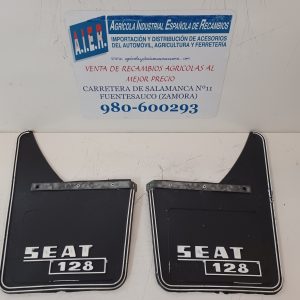 A.I.E.R.
AGRÍCOLA INDUSTRIAL ESPAÑOLA DE RECAMBIOS
IMPORTACIÓN Y DISTRIBUCIÓN DE ACCESORIOS
DEL AUTOMÓVIL, AGRICULTURA Y FERRETERIA
VENTA DE RECAMBIOS AGRICOLAS AL
MEJOR PRECIO
CARRETERA DE SALAMANCA Nº11
FUENTESAUCO (ZAMORA)
980-600293
SEAT
128
SEAT
128